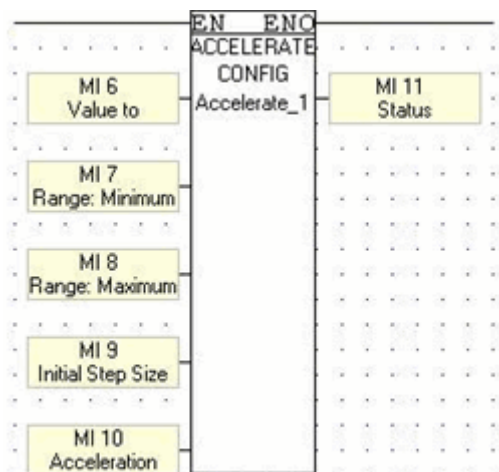 EN ENO
ACCELERATE
CONFIG
Accelerate_1
MI 6
Value to
MI 7
Range: Minimum
MI 8
Range: Maximum
MI 9
Initial Step Size
MI 10
Acceleration
MI 11
Status